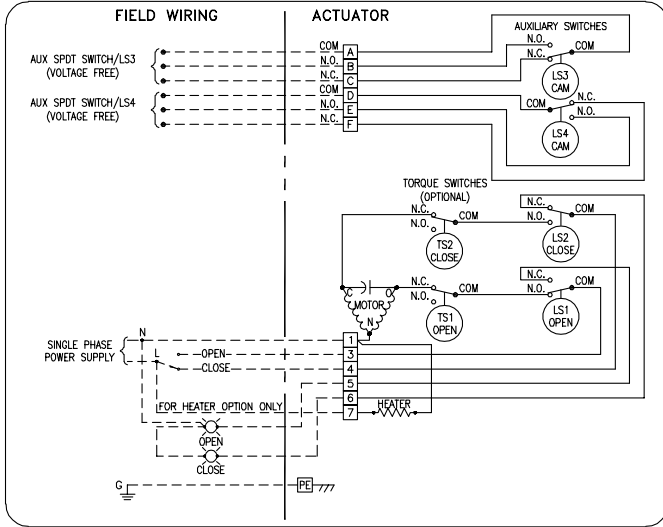 FIELD WIRING
ACTUATOR
AUXILIARY SWITCHES
AUX SPDT SWITCH/LS3
(VOLTAGE FREE)
COM A
N.O. B
N.C. C
N.O.
COM
N.C.
LS3
CAM
AUX SPDT SWITCH/LS4
(VOLTAGE FREE)
COM D
N.O. E
N.C. F
COM
N.C.
N.O.
LS4
CAM
TORQUE SWITCHES
(OPTIONAL)
N.C.
COM
N.O.
TS2
CLOSE
N.C.
COM
N.O.
LS2
CLOSE
C
O
MOTOR
N
N.C.
COM
N.O.
TS1
OPEN
N.C.
COM
N.O.
LS1
OPEN
SINGLE PHASE
POWER SUPPLY
N
L
OPEN
CLOSE
1
3
4
5
6
7
FOR HEATER OPTION ONLY
HEATER
OPEN
CLOSE
G
PE